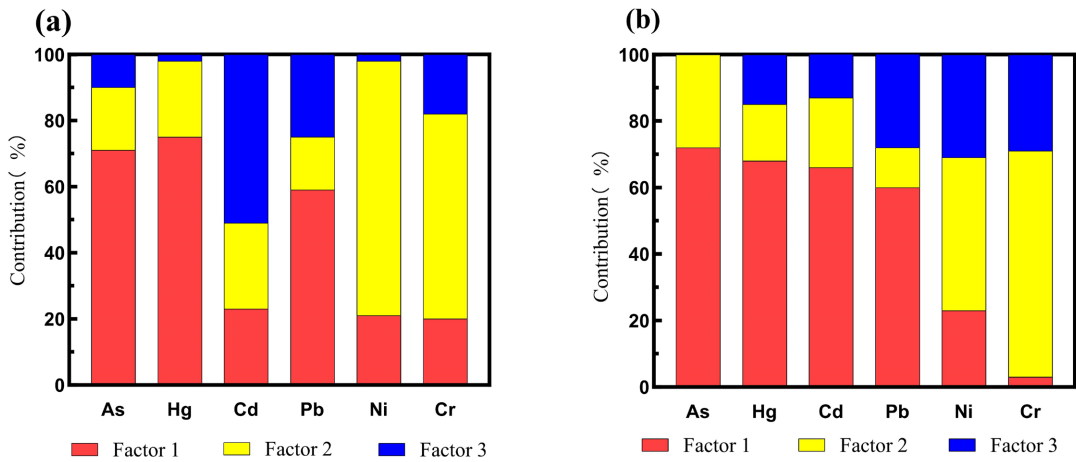 (a)
Contribution( %)
100
80
60
40
20
0
As Hg Cd Pb Ni Cr
Factor 1 Factor 2 Factor 3
(b)
Contribution( %)
100
80
60
40
20
0
As Hg Cd Pb Ni Cr
Factor 1 Factor 2 Factor 3